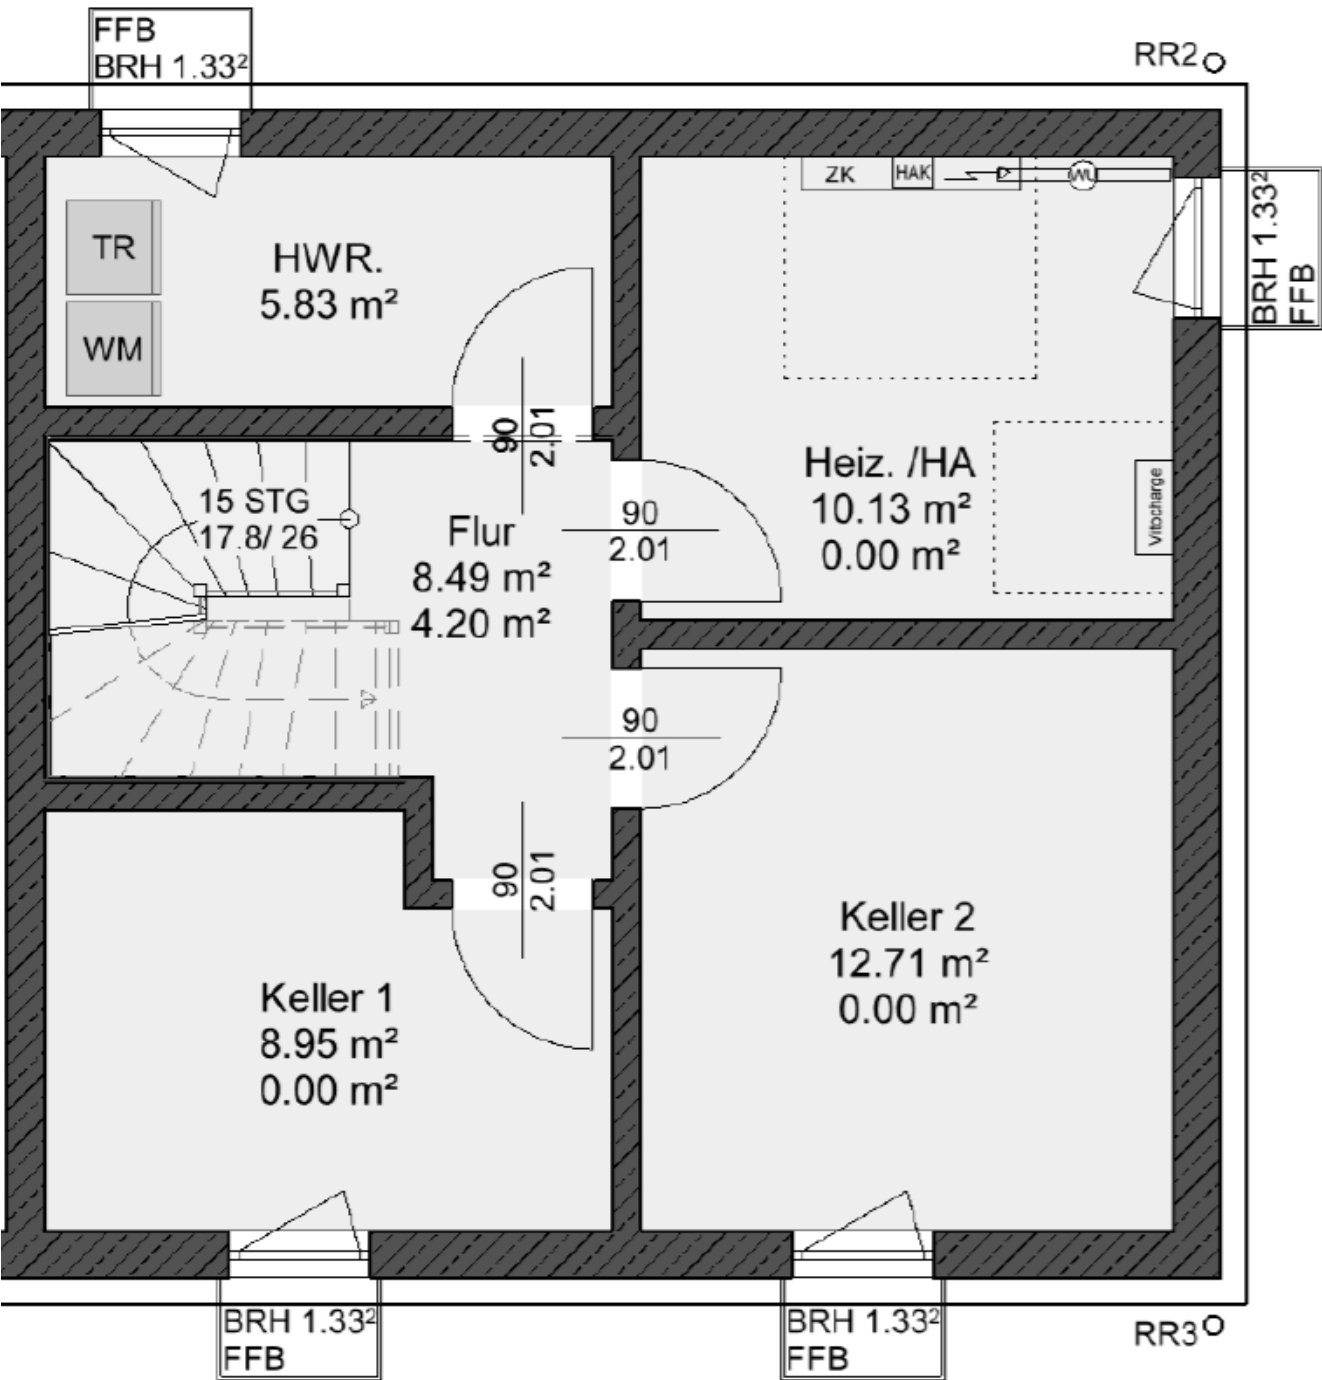 FFB
BRH 1.33²
RR2
ZK
HAK
WU
BRH 1.33²
FFB
TR
HWR.
5.83 m²
WM
90
2.01
15 STG
17.8/ 26
Flur
8.49 m²
4.20 m²
90
2.01
Heiz. /HA
10.13 m²
0.00 m²
Vitocharge
90
2.01
90
2.01
Keller 1
8.95 m²
0.00 m²
Keller 2
12.71 m²
0.00 m²
BRH 1.33²
FFB
BRH 1.33²
FFB
RR3